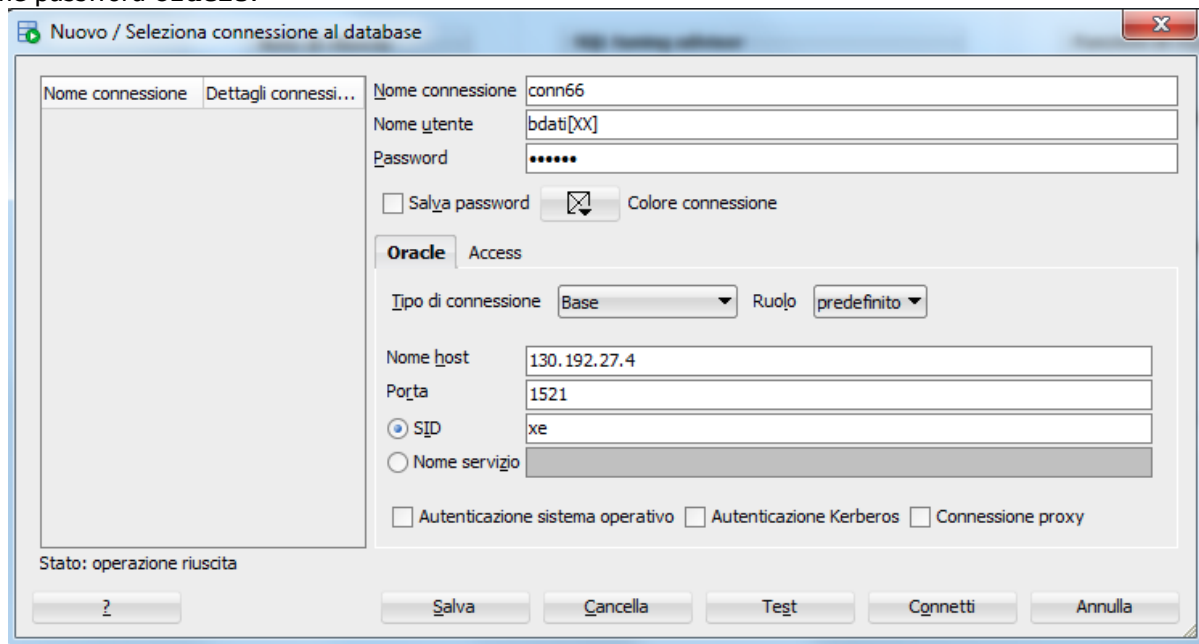 Nuovo / Seleziona connessione al database
Nome connessione Dettagli connessi...
Nome connessione conn66
Nome utente bdati[XX]
Password ••••••
Salva password Colore connessione
Oracle Access
Tipo di connessione Base Ruolo predefinito
Nome host 130.192.27.4
Porta 1521
SID xe
Nome servizio
Autenticazione sistema operativo Autenticazione Kerberos Connessione proxy
Stato: operazione riuscita
? Salva Cancella Test Connetti Annulla